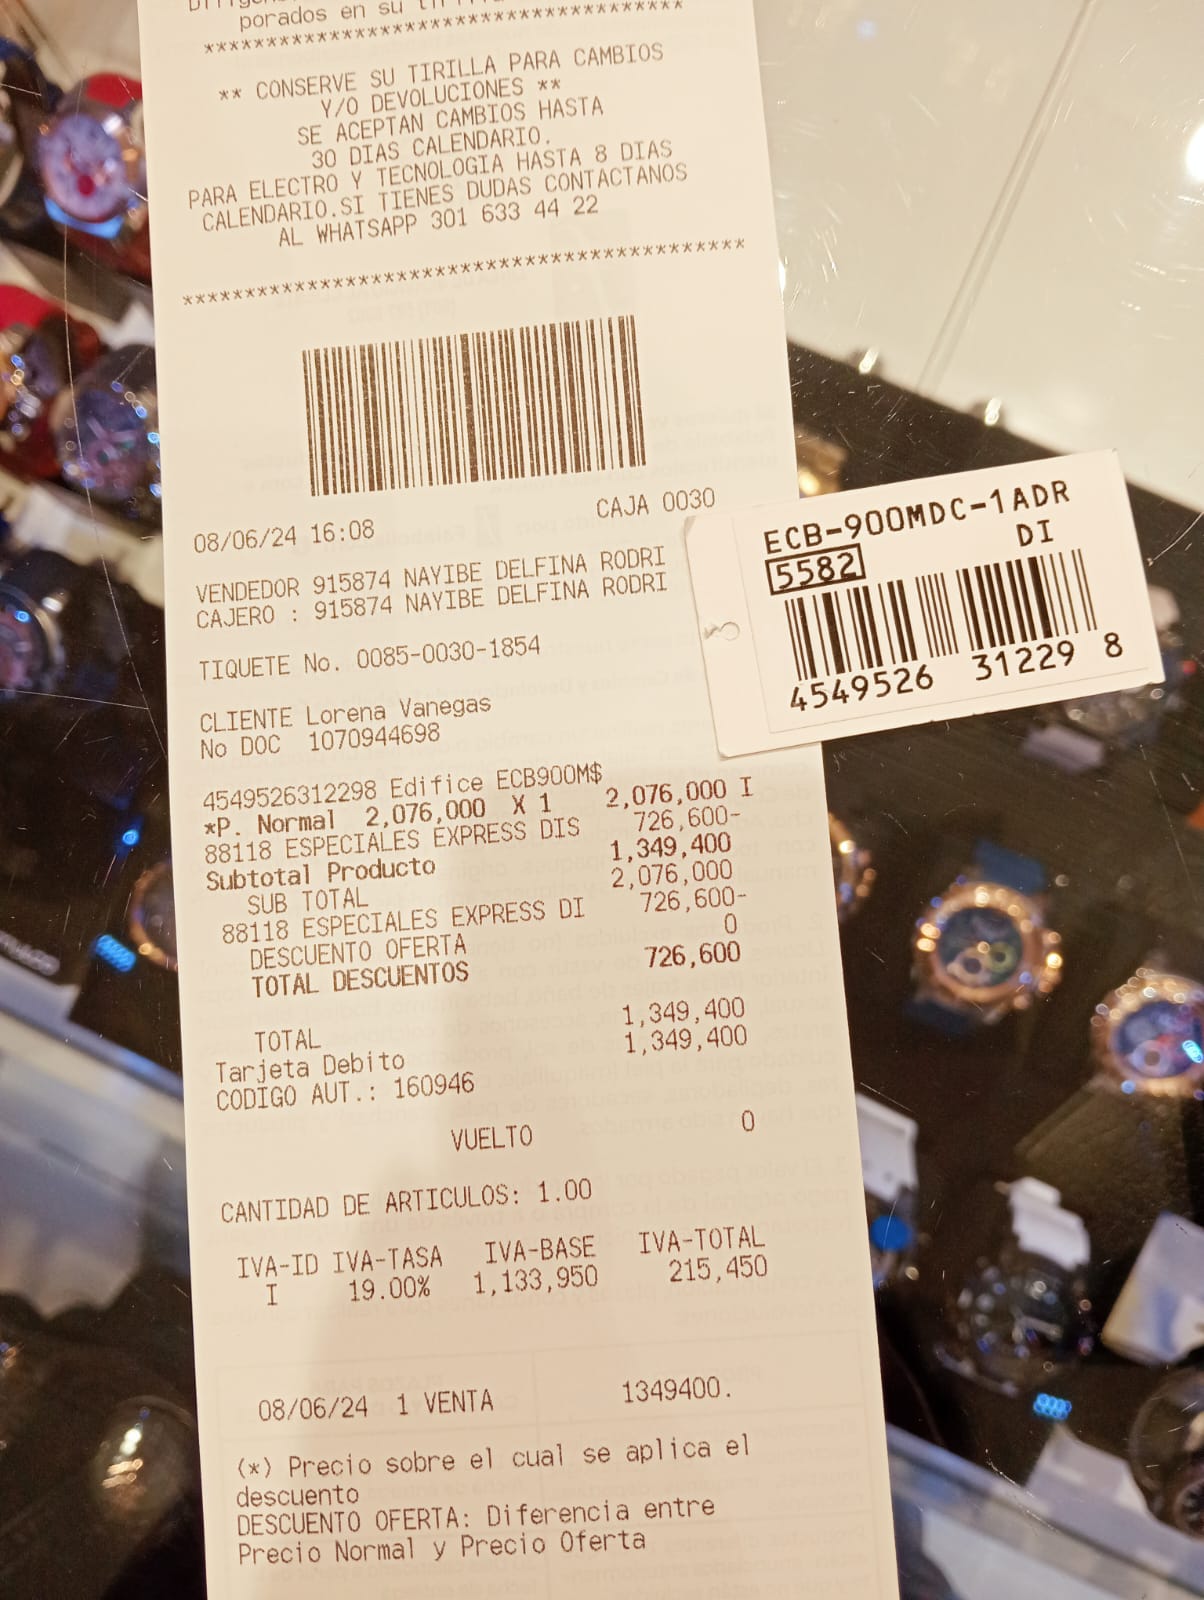 porados en su
*******************************************
** CONSERVE SU TIRILLA PARA CAMBIOS
Y/O DEVOLUCIONES **
SE ACEPTAN CAMBIOS HASTA
30 DIAS CALENDARIO.
PARA ELECTRO Y TECNOLOGIA HASTA 8 DIAS
CALENDARIO.SI TIENES DUDAS CONTACTANOS
AL WHATSAPP 301 633 44 22
*******************************************
08/06/24 16:08 CAJA 0030
VENDEDOR 915874 NAYIBE DELFINA RODRI
CAJERO : 915874 NAYIBE DELFINA RODRI
TIQUETE No. 0085-0030-1854
CLIENTE Lorena Vanegas
No DOC 1070944698
4549526312298 Edifice ECB900M$
*P. Normal 2,076,000 X 1 2,076,000 I
88118 ESPECIALES EXPRESS DIS 726,600-
Subtotal Producto 1,349,400
SUB TOTAL 2,076,000
88118 ESPECIALES EXPRESS DI 726,600-
DESCUENTO OFERTA 0
TOTAL DESCUENTOS 726,600
TOTAL 1,349,400
Tarjeta Debito 1,349,400
CODIGO AUT.: 160946
VUELTO 0
CANTIDAD DE ARTICULOS: 1.00
IVA-ID IVA-TASA IVA-BASE IVA-TOTAL
I 19.00% 1,133,950 215,450
08/06/24 1 VENTA 1349400.
(*) Precio sobre el cual se aplica el
descuento
DESCUENTO OFERTA: Diferencia entre
Precio Normal y Precio Oferta
ECB-900MDC-1ADR
DI
5582
4549526 31229 8